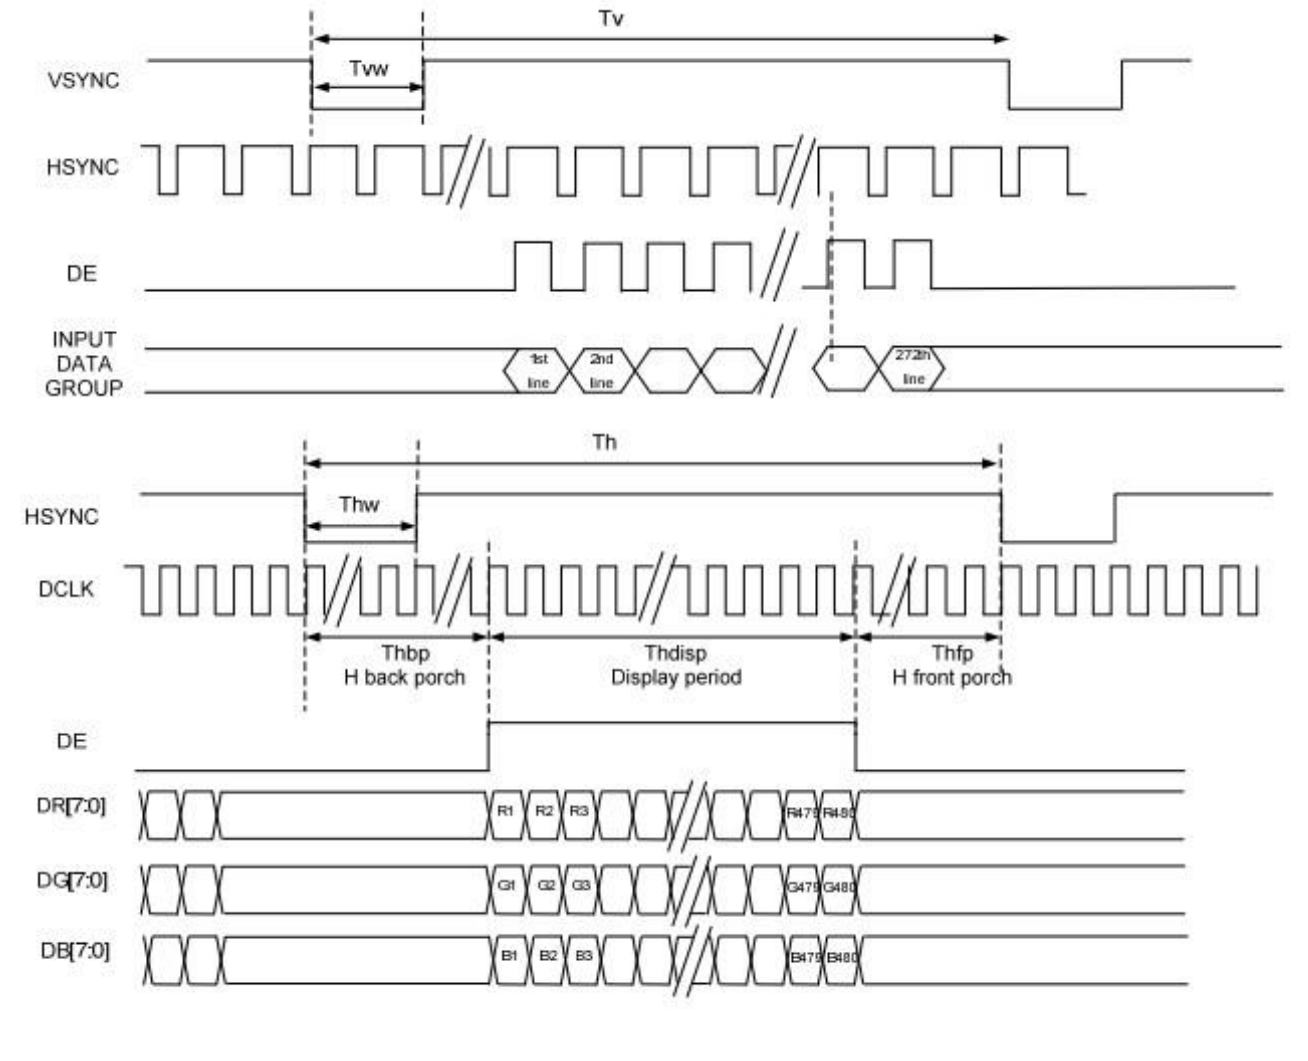 Tv
Tvw
VSYNC
HSYNC
DE
INPUT
DATA
GROUP
1st
line
2nd
line
272th
line
Th
Thw
HSYNC
DCLK
Thbp
H back porch
Thdisp
Display period
Thfp
H front porch
DE
DR[7:0]
R1 R2 R3 R479 R480
DG[7:0]
G1 G2 G3 G479 G480
DB[7:0]
B1 B2 B3 B479 B480